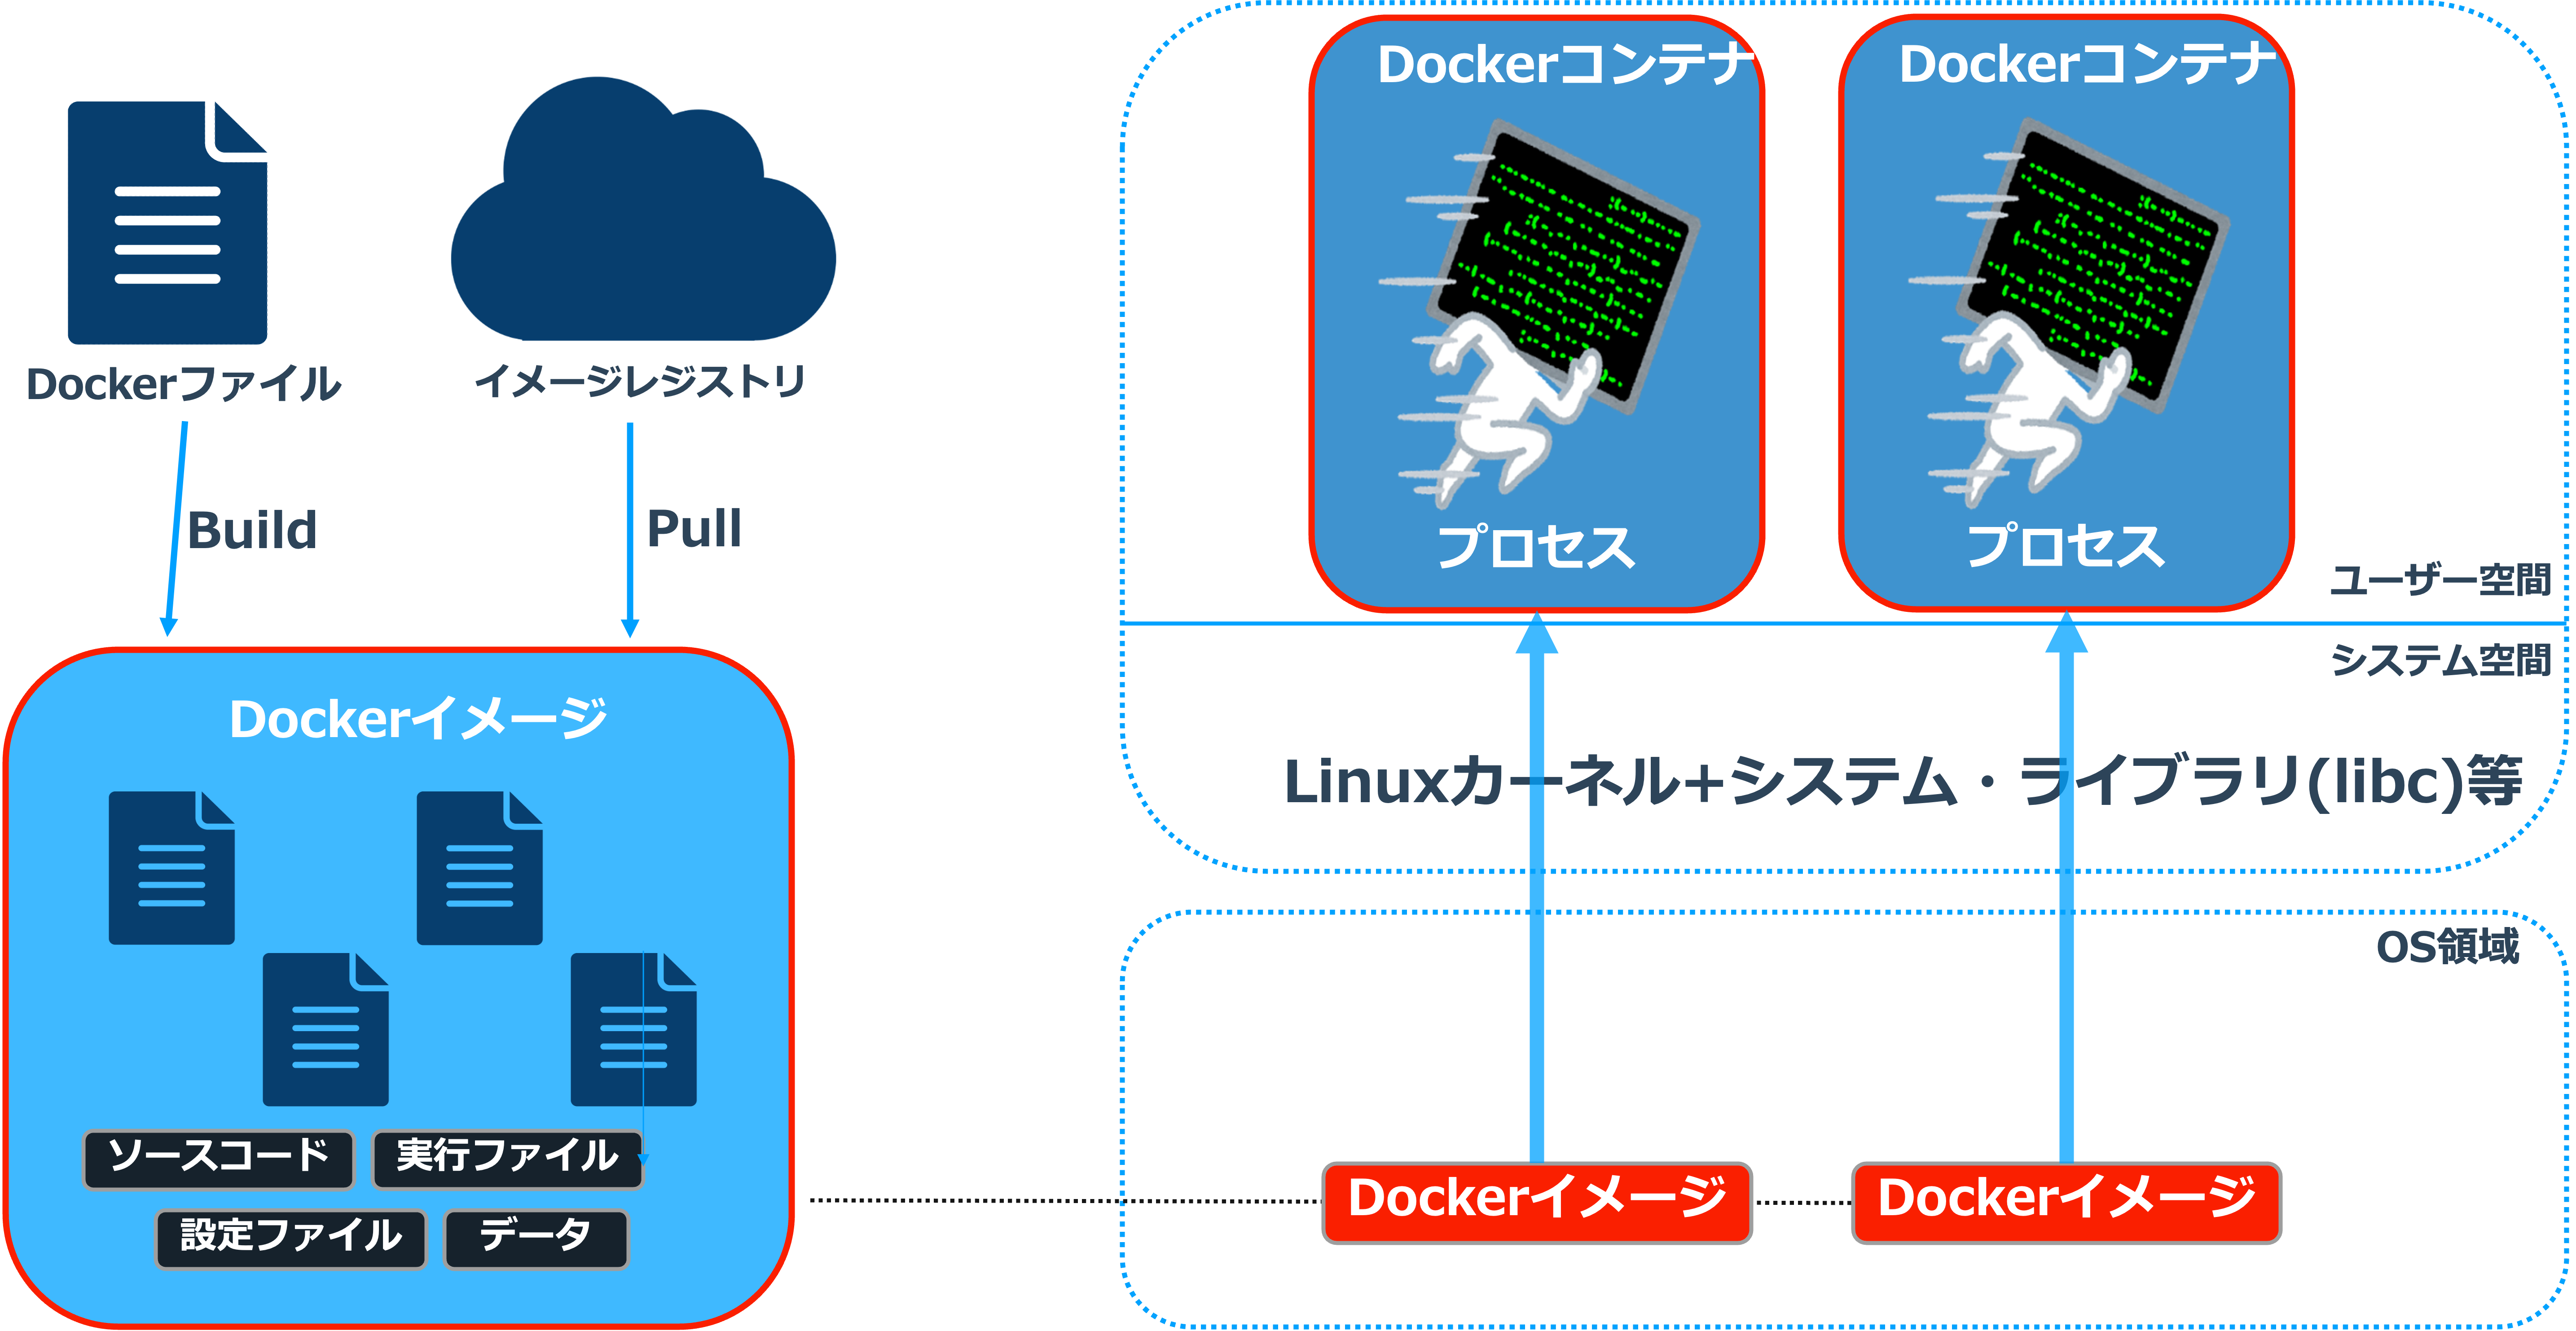 Dockerファイル
イメージレジストリ
Build
Pull
Dockerイメージ
ソースコード
実行ファイル
設定ファイル
データ
Dockerコンテナ
プロセス
Dockerコンテナ
プロセス
ユーザー空間
システム空間
Linuxカーネル+システム・ライブラリ(libc)等
OS領域
Dockerイメージ
Dockerイメージ